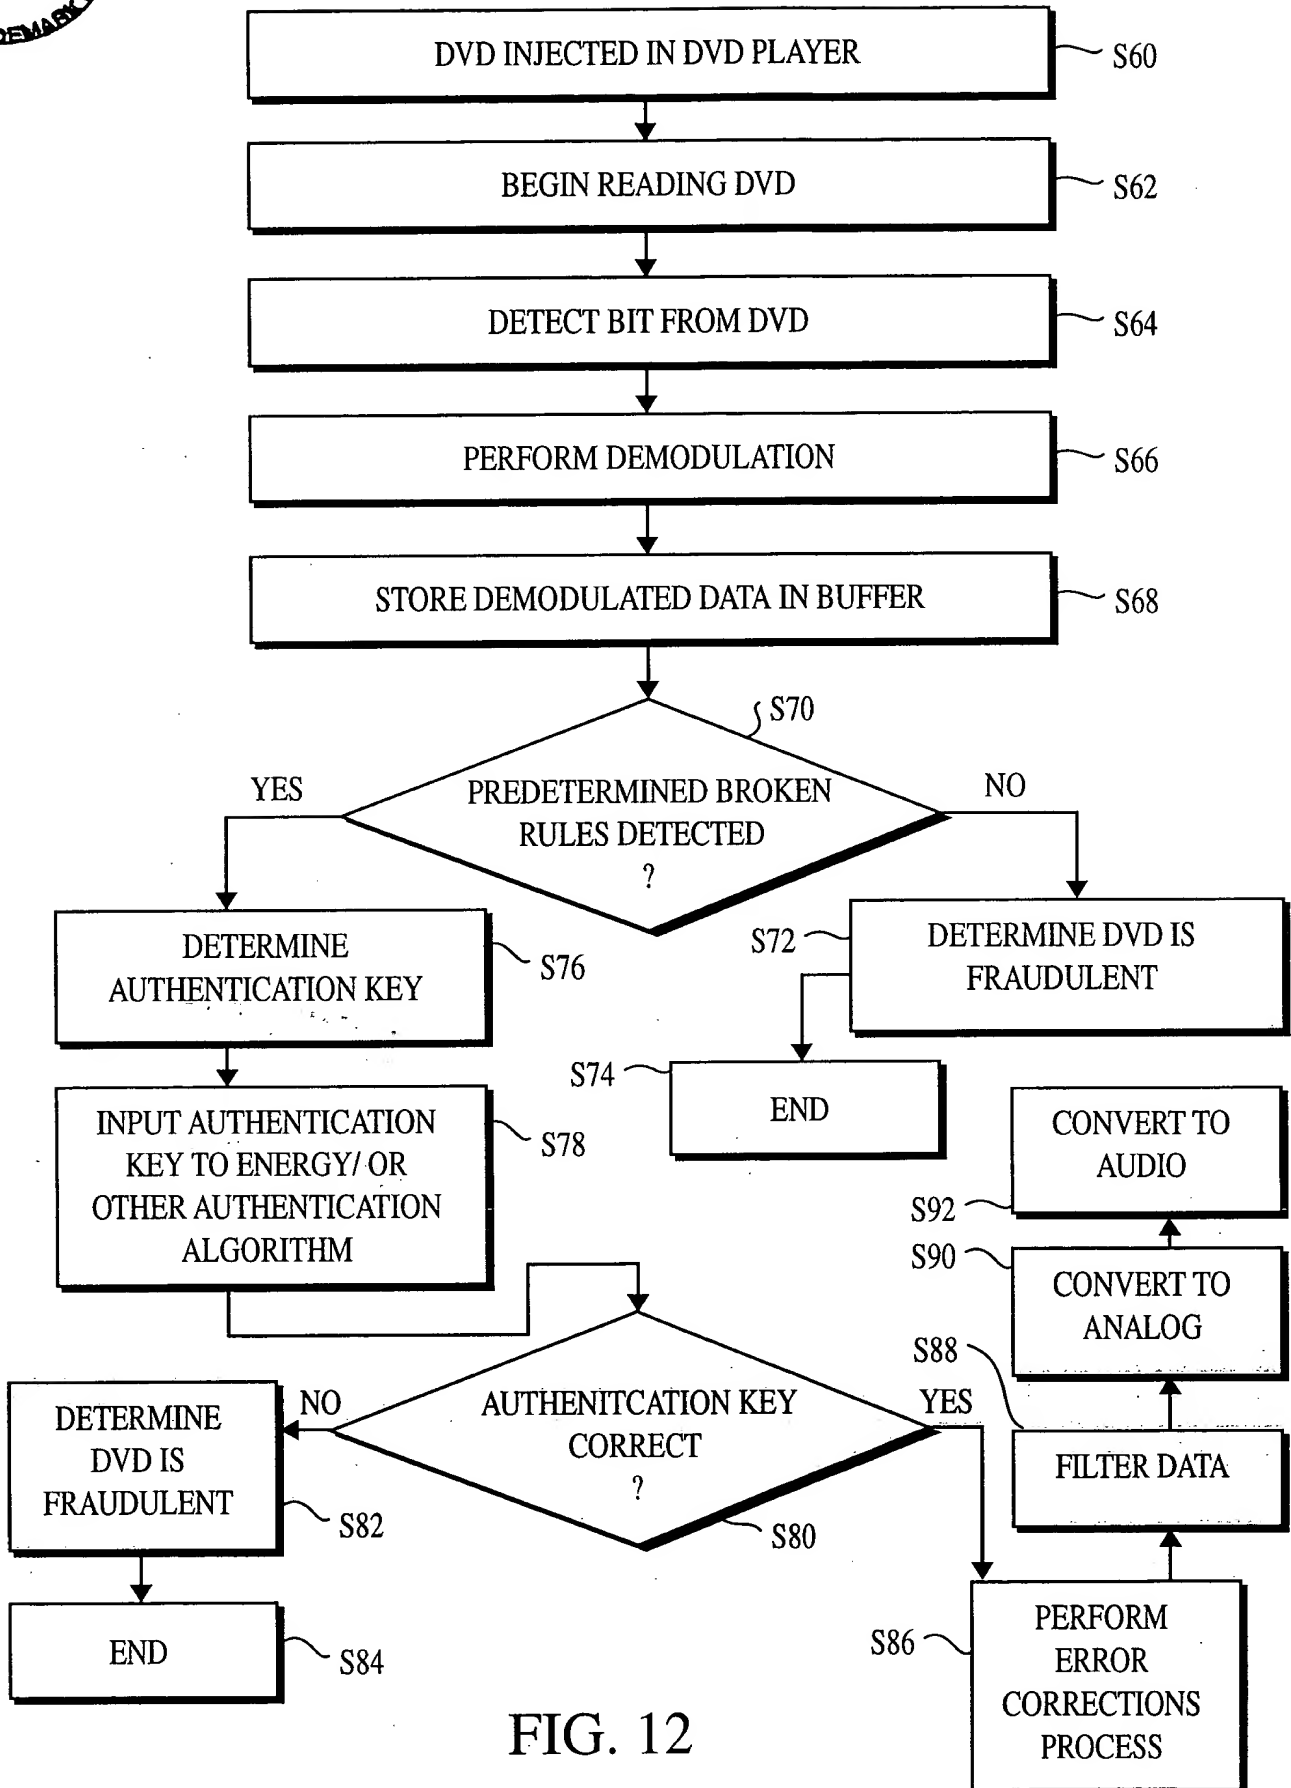 DVD INJECTED IN DVD PLAYER
S60
BEGIN READING DVD
S62
DETECT BIT FROM DVD
S64
PERFORM DEMODULATION
S66
STORE DEMODULATED DATA IN BUFFER
S68
S70
PREDETERMINED BROKEN
RULES DETECTED
?
YES
NO
DETERMINE
AUTHENTICATION KEY
S76
S72
DETERMINE DVD IS
FRAUDULENT
S74
END
INPUT AUTHENTICATION
KEY TO ENERGY/ OR
OTHER AUTHENTICATION
ALGORITHM
S78
CONVERT TO
AUDIO
S92
S90
CONVERT TO
ANALOG
S88
FILTER DATA
AUTHENITCATION KEY
CORRECT
?
NO
YES
S80
DETERMINE
DVD IS
FRAUDULENT
S82
END
S84
S86
PERFORM
ERROR
CORRECTIONS
PROCESS
FIG. 12